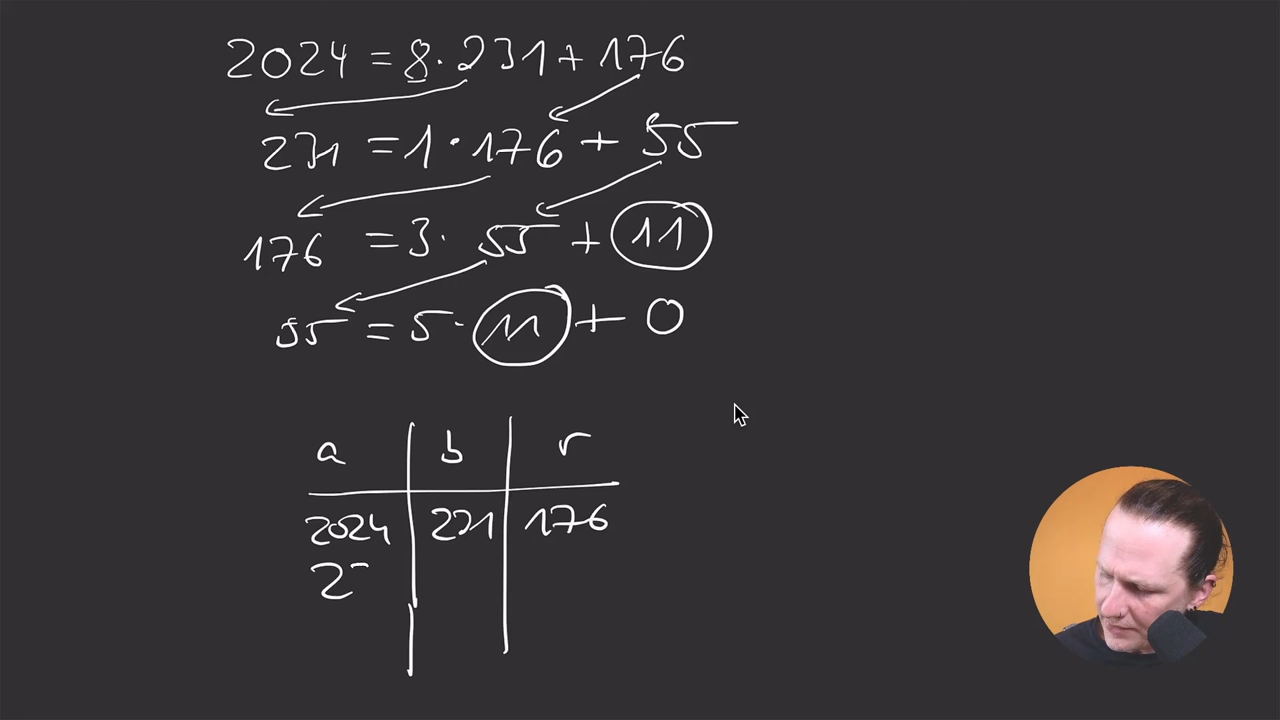 2024 = 8 · 231 + 176
231 = 1 · 176 + 55
176 = 3 · 55 + 11
55 = 5 · 11 + 0
a b r
2024 231 176
2